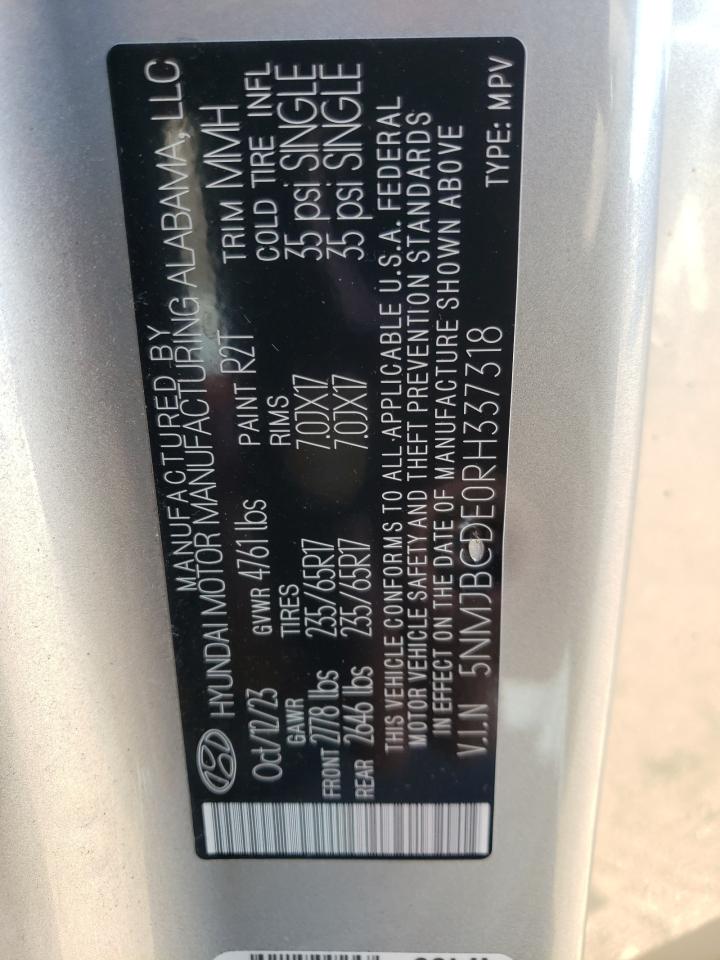 MANUFACTURED BY
HYUNDAI MOTOR MANUFACTURING ALABAMA, LLC
Oct/12/23 GVWR 4761 lbs PAINT R2T TRIM MMH
GAWR TIRES RIMS COLD TIRE INFL
FRONT 2778 lbs 235/65R17 7.0JX17 35 psi SINGLE
REAR 2646 lbs 235/65R17 7.0JX17 35 psi SINGLE
THIS VEHICLE CONFORMS TO ALL APPLICABLE U.S.A. FEDERAL
MOTOR VEHICLE SAFETY AND THEFT PREVENTION STANDARDS
IN EFFECT ON THE DATE OF MANUFACTURE SHOWN ABOVE
V.I.N 5NMJBCDE0RH337318 TYPE: MPV